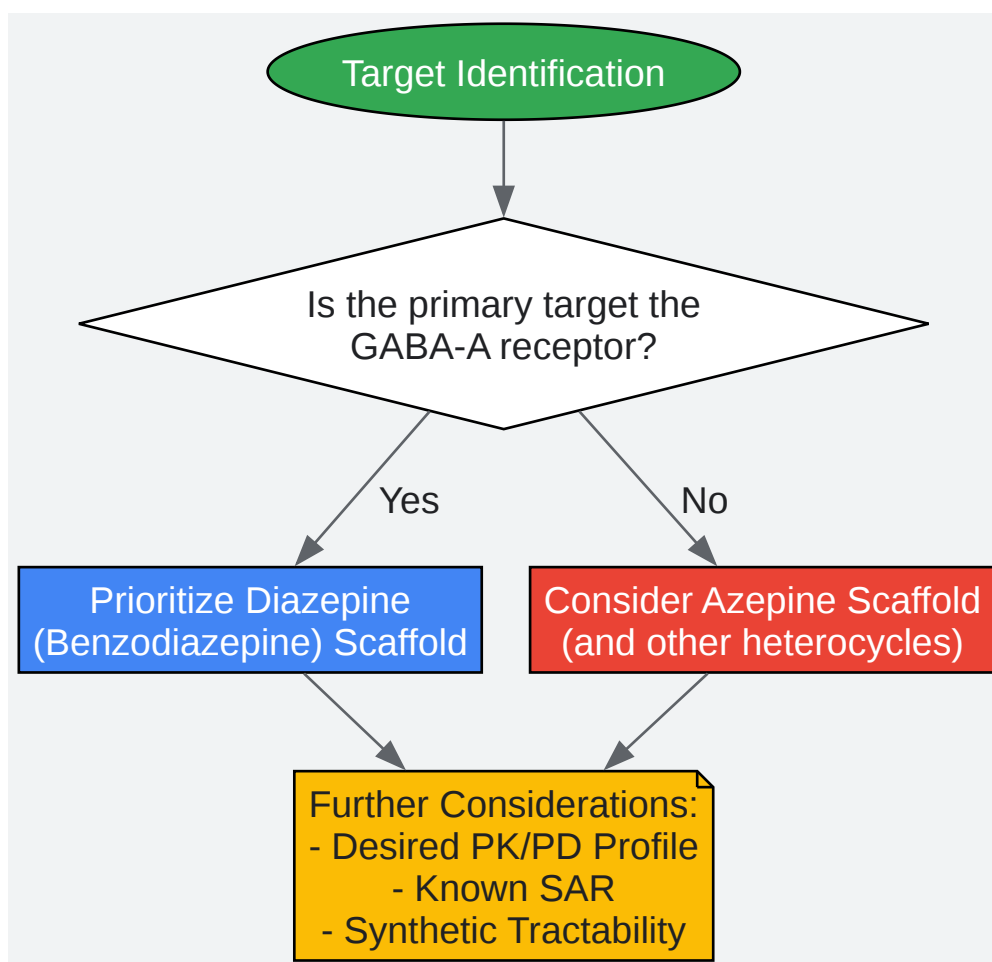 Target Identification
Is the primary target the
GABA-A receptor?
Yes
No
Prioritize Diazepine
(Benzodiazepine) Scaffold
Consider Azepine Scaffold
(and other heterocycles)
Further Considerations:
- Desired PK/PD Profile
- Known SAR
- Synthetic Tractability